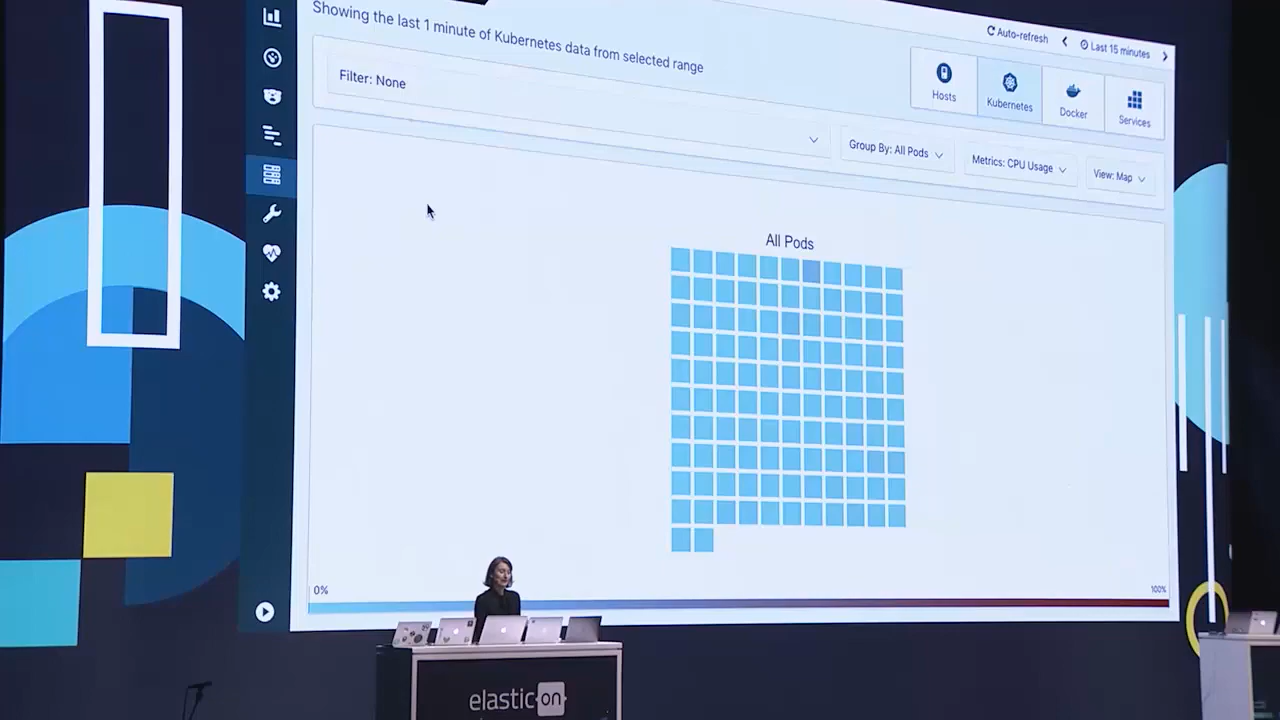 Showing the last 1 minute of Kubernetes data from selected range
Auto-refresh
Last 15 minutes
Filter: None
Hosts
Kubernetes
Docker
Services
Group By: All Pods
Metrics: CPU Usage
View: Map
All Pods
0%
100%
elastic on